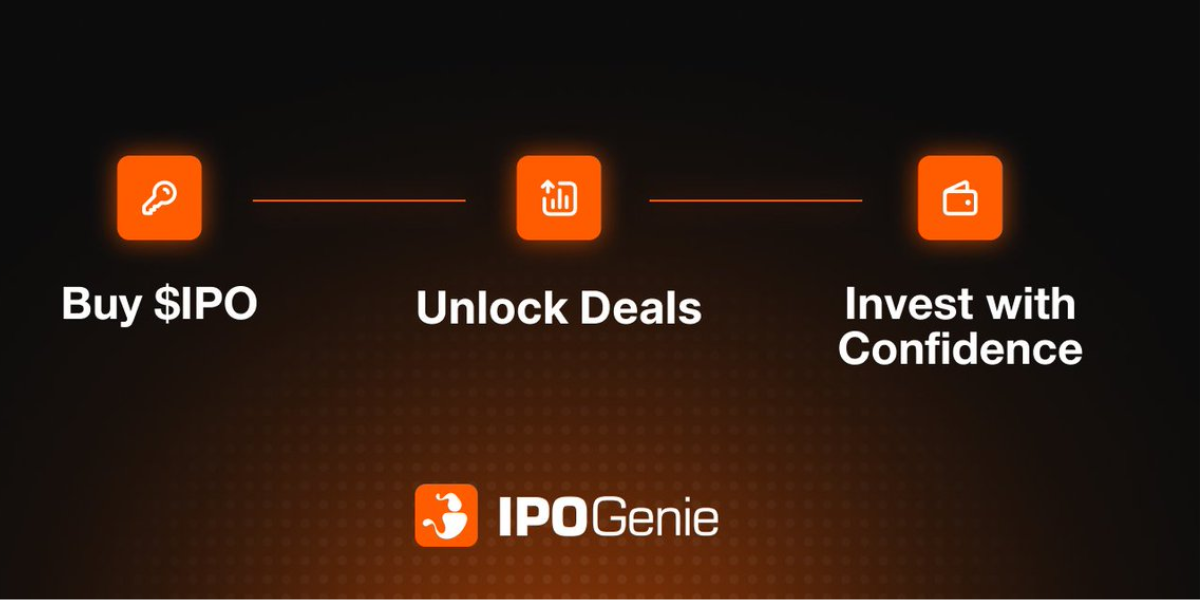 Buy $IPO
Unlock Deals
Invest with
Confidence
IPOGenie